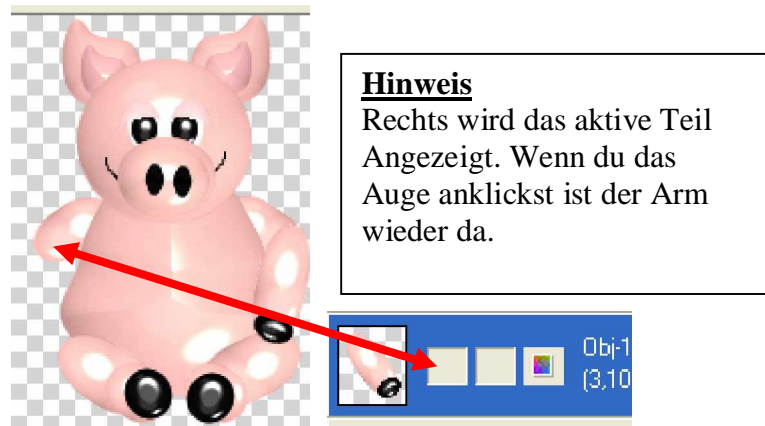 Hinweis
Rechts wird das aktive Teil
Angezeigt. Wenn du das
Auge anklickst ist der Arm
wieder da.
Obj-1
(3,10